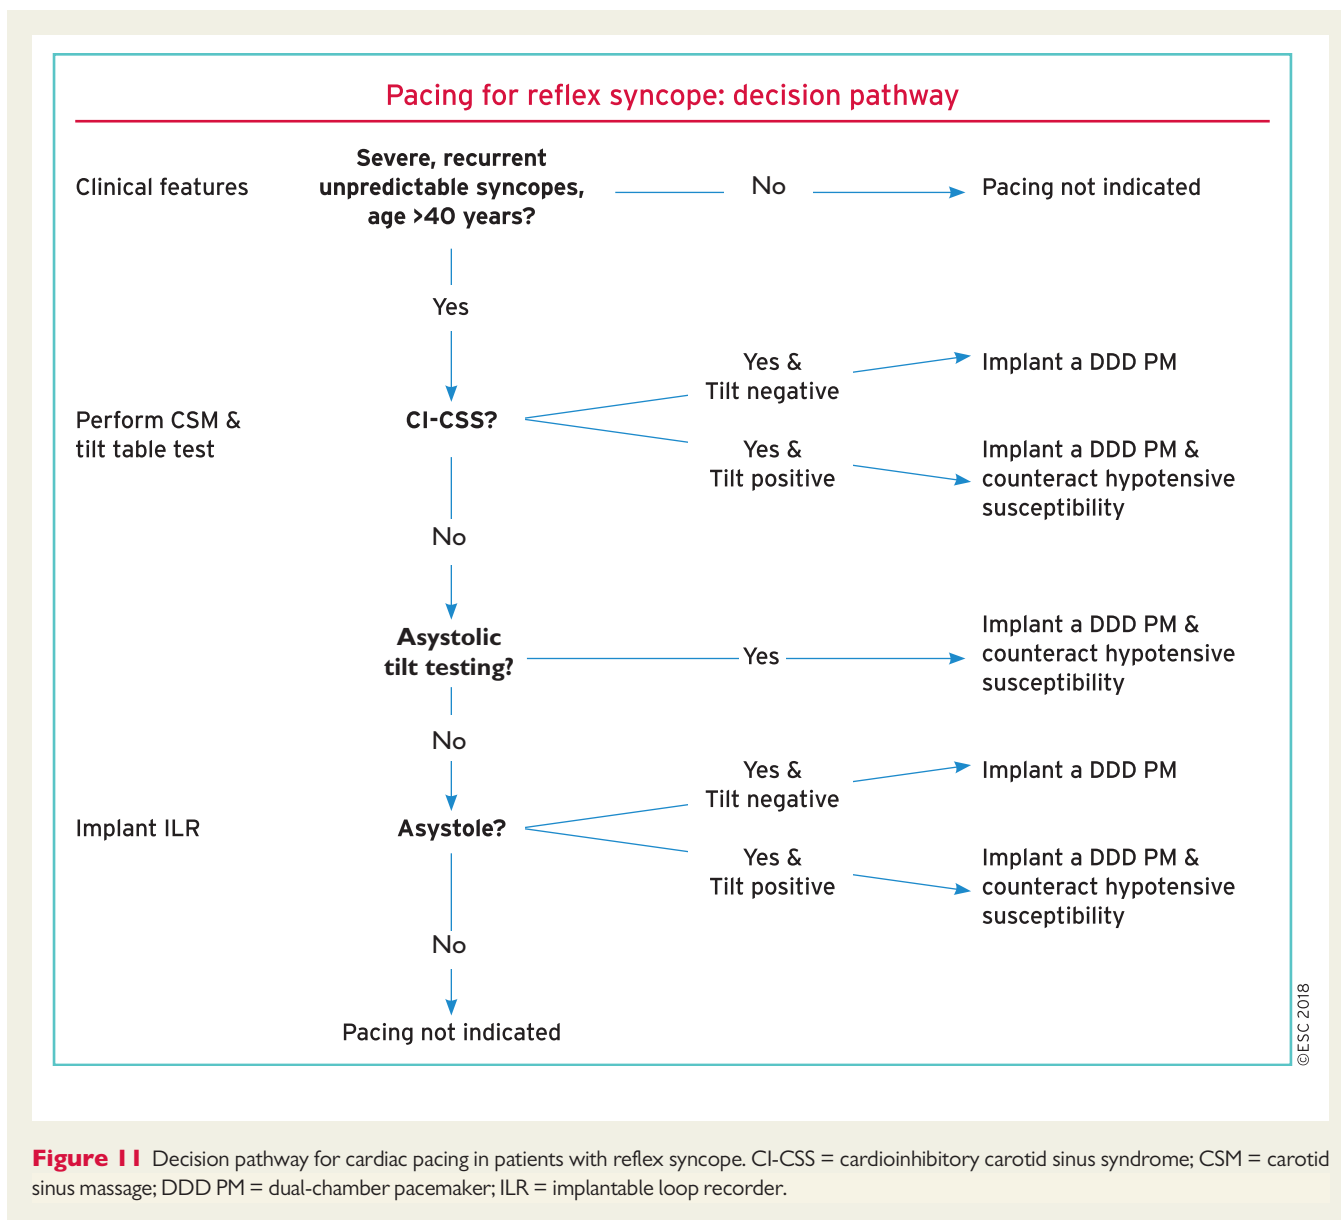 Pacing for reflex syncope: decision pathway
Clinical features
Severe, recurrent
unpredictable syncopes,
age >40 years?
No
Pacing not indicated
Yes
Perform CSM &
tilt table test
CI-CSS?
Yes &
Tilt negative
Implant a DDD PM
Yes &
Tilt positive
Implant a DDD PM &
counteract hypotensive
susceptibility
No
Asystolic
tilt testing?
Yes
Implant a DDD PM &
counteract hypotensive
susceptibility
No
Implant ILR
Asystole?
Yes &
Tilt negative
Implant a DDD PM
Yes &
Tilt positive
Implant a DDD PM &
counteract hypotensive
susceptibility
No
Pacing not indicated
©ESC 2018
Figure 11 Decision pathway for cardiac pacing in patients with reflex syncope. CI-CSS = cardioinhibitory carotid sinus syndrome; CSM = carotid
sinus massage; DDD PM = dual-chamber pacemaker; ILR = implantable loop recorder.